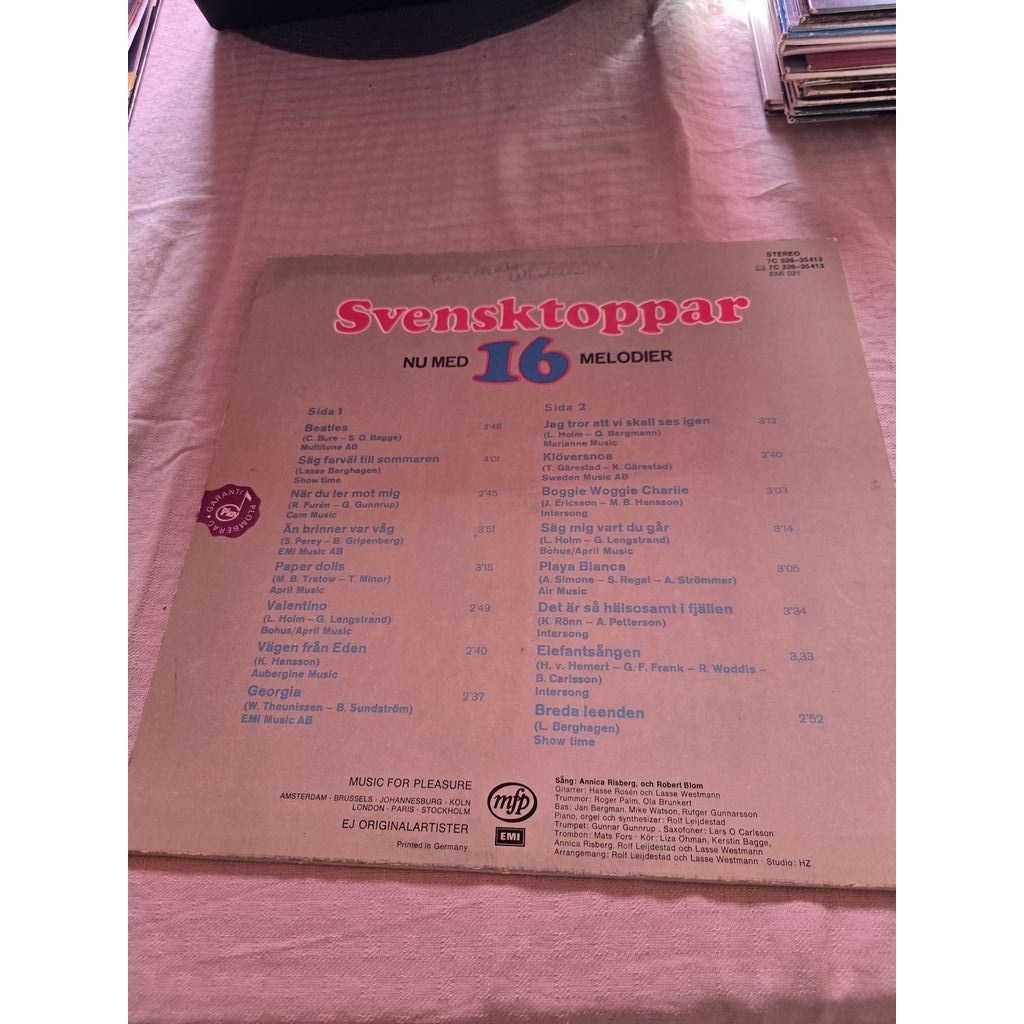 STEREO
7C 026–35413
7C 226–35413
EMI 021
Svensktoppar
NU MED 16 MELODIER
Sida 1
Beatles 2'46
(C. Bure – S. O. Bagge)
Multitone AB
Säg farväl till sommaren 4'01
(Lasse Berghagen)
Show time
När du ler mot mig 2'45
(R. Furén – G. Gunnrup)
Cam Music
Än brinner var våg 3'51
(S. Perey – B. Gripenberg)
EMI Music AB
Paper dolls 3'15
(M. B. Tretow – T. Minor)
April Music
Valentino 2'49
(L. Holm – G. Lengstrand)
Bohus/April Music
Vägen från Eden 2'40
(K. Hansson)
Aubergine Music
Georgia 2'37
(W. Theunissen – B. Sundström)
EMI Music AB
Sida 2
Jag tror att vi skall ses igen 3'12
(L. Holm – O. Bergmann)
Marianne Music
Klöversnoa 2'40
(T. Gärestad – K. Gärestad)
Sweden Music AB
Boggie Woggie Charlie 3'03
(J. Ericsson – M. B. Hansson)
Intersong
Säg mig vart du går 3'14
(L. Holm – G. Lengstrand)
Bohus/April Music
Playa Blanca 3'05
(A. Simone – S. Regal – A. Strömmer)
Air Music
Det är så hälsosamt i fjällen 3'34
(K. Rönn – A. Petterson)
Intersong
Elefantsången 3,33
(H. v. Hemert – G. F. Frank – R. Woddis –
B. Carlsson)
Intersong
Breda leenden 2'52
(L. Berghagen)
Show time
GARANTI PLOMBERAD
Play
MUSIC FOR PLEASURE
AMSTERDAM · BRUSSELS · JOHANNESBURG · KÖLN
LONDON · PARIS · STOCKHOLM
EJ ORIGINALARTISTER
Printed in Germany
mfp
EMI
Sång: Annica Risberg, och Robert Blom
Gitarrer: Hasse Rosén och Lasse Westmann
Trummor: Roger Palm, Ola Brunkert
Bas: Jan Bergman, Mike Watson, Rutger Gunnarsson
Piano, orgel och synthesizer: Rolf Leijdestad
Trumpet: Gunnar Gunnrup, Saxofoner: Lars O Carlsson
Trombon: Mats Fors · Kör: Liza Öhman, Kerstin Bagge,
Annica Risberg, Rolf Leijdestad och Lasse Westmann
Arrangemang: Rolf Leijdestad och Lasse Westmann · Studio: HZ